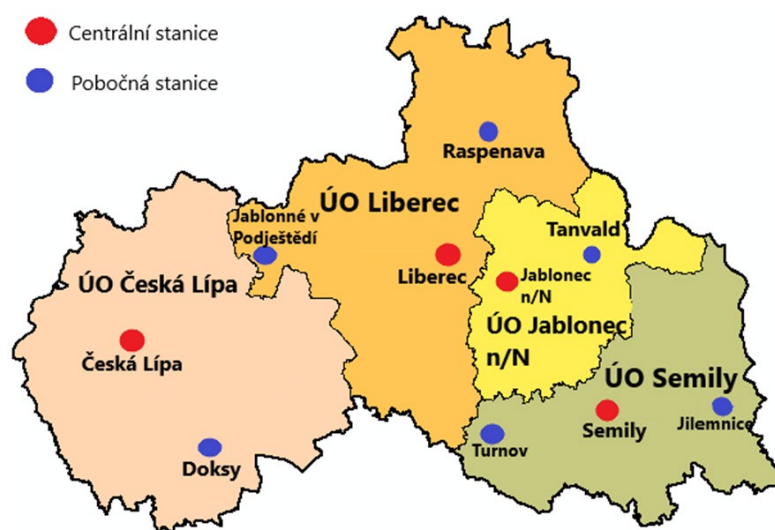 Centrální stanice
Pobočná stanice
Raspenava
ÚO Liberec
Jablonné v
Podještědí
Tanvald
Liberec
Jablonec
n/N
ÚO Česká Lípa
ÚO Jablonec
n/N
Česká Lípa
ÚO Semily
Doksy
Turnov
Semily
Jilemnice